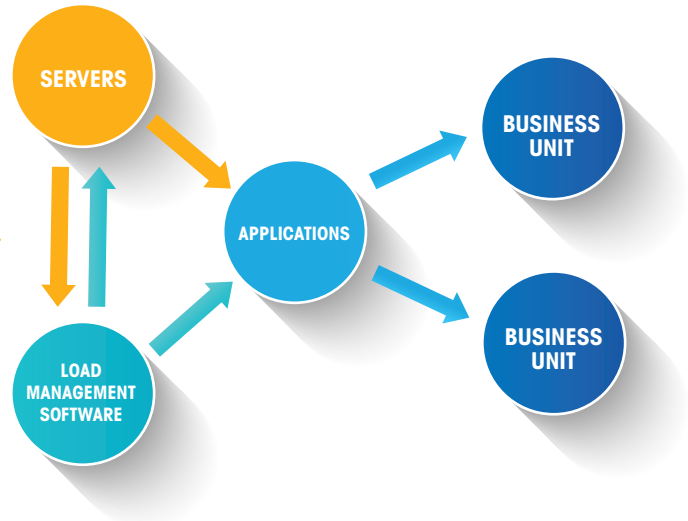 SERVERS
BUSINESS
UNIT
APPLICATIONS
BUSINESS
UNIT
LOAD
MANAGEMENT
SOFTWARE